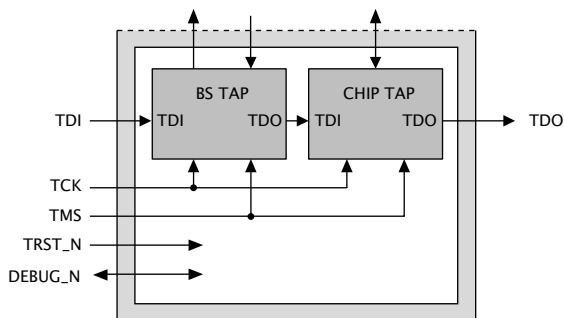 BS TAP CHIP TAP
TDI TDI TDO TDI TDO TDO
TCK
TMS
TRST_N
DEBUG_N